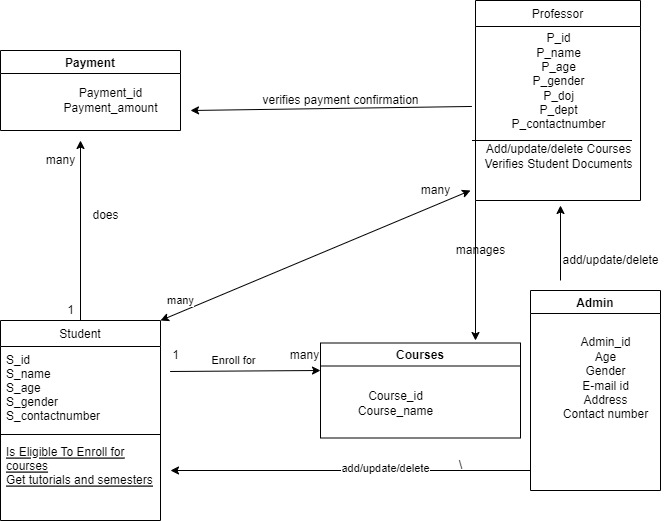 Professor
P_id
P_name
P_age
P_gender
P_doj
P_dept
P_contactnumber
Add/update/delete Courses
Verifies Student Documents
Payment
Payment_id
Payment_amount
verifies payment confirmation
many
does
1
many
many
manages
add/update/delete
Student
S_id
S_name
S_age
S_gender
S_contactnumber
Is Eligible To Enroll for
courses
Get tutorials and semesters
1
Enroll for
many
Courses
Course_id
Course_name
Admin
Admin_id
Age
Gender
E-mail id
Address
Contact number
add/update/delete
\